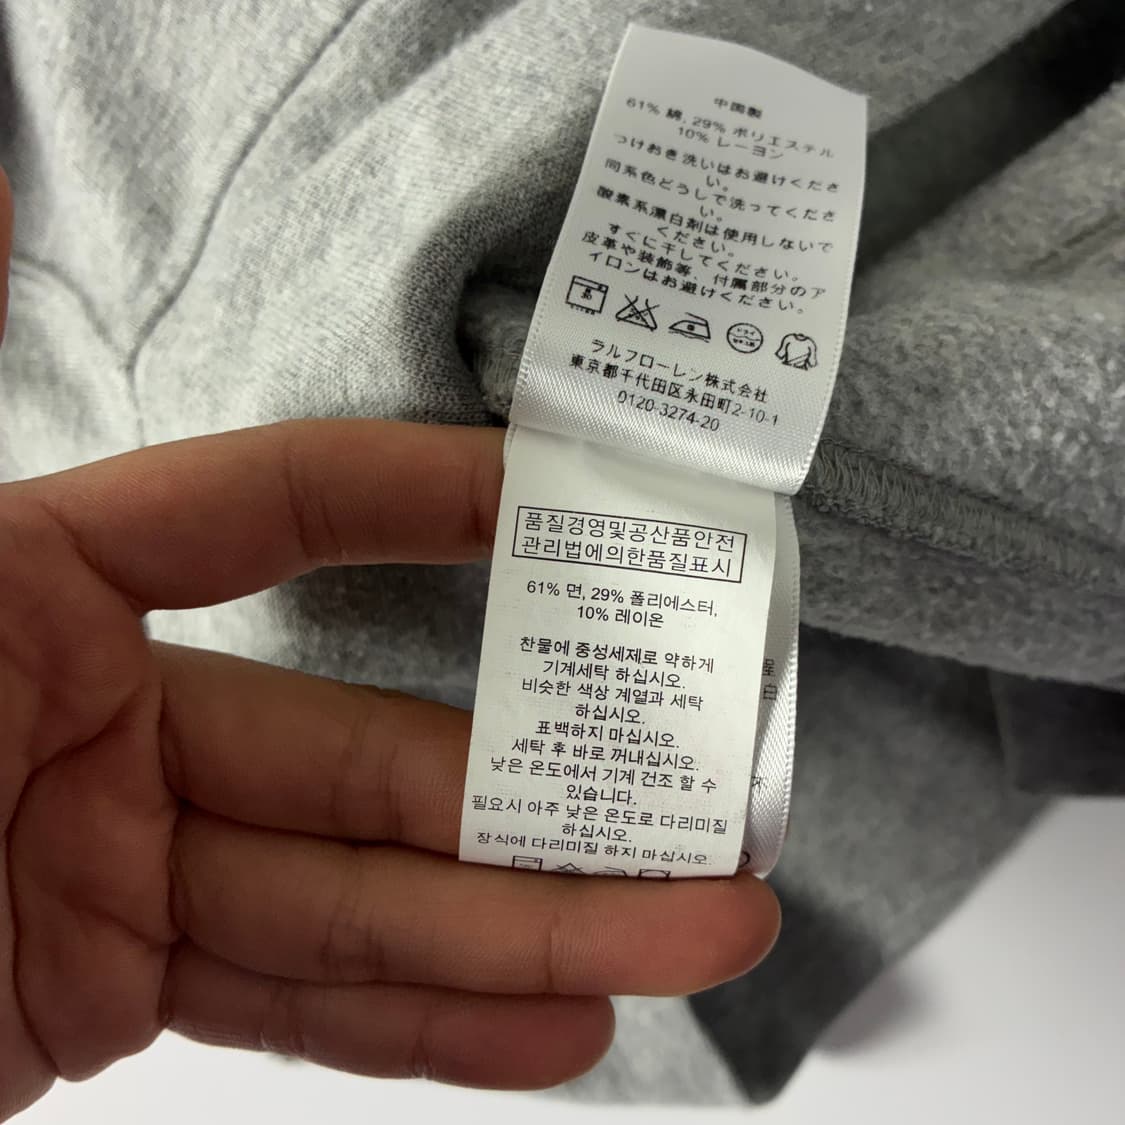 中国製
61% 綿, 29% ポリエステル
10% レーヨン
つけおき洗いはお避けくださ
い。
同系色どうしで洗ってくださ
い。
酸素系漂白剤は使用しないで
ください。
すぐに干してください。
皮革や装飾等、付属部分のア
イロンはお避けください。
ドライ
ラルフローレン株式会社
東京都千代田区永田町2-10-1
0120-3274-20
품질경영및공산품안전
관리법에의한품질표시
61% 면, 29% 폴리에스터,
10% 레이온
찬물에 중성세제로 약하게
기계세탁 하십시오.
비슷한 색상 계열과 세탁
하십시오.
표백하지 마십시오.
세탁 후 바로 꺼내십시오.
낮은 온도에서 기계 건조 할 수
있습니다.
필요시 아주 낮은 온도로 다리미질
하십시오.
장식에 다리미질 하지 마십시오.